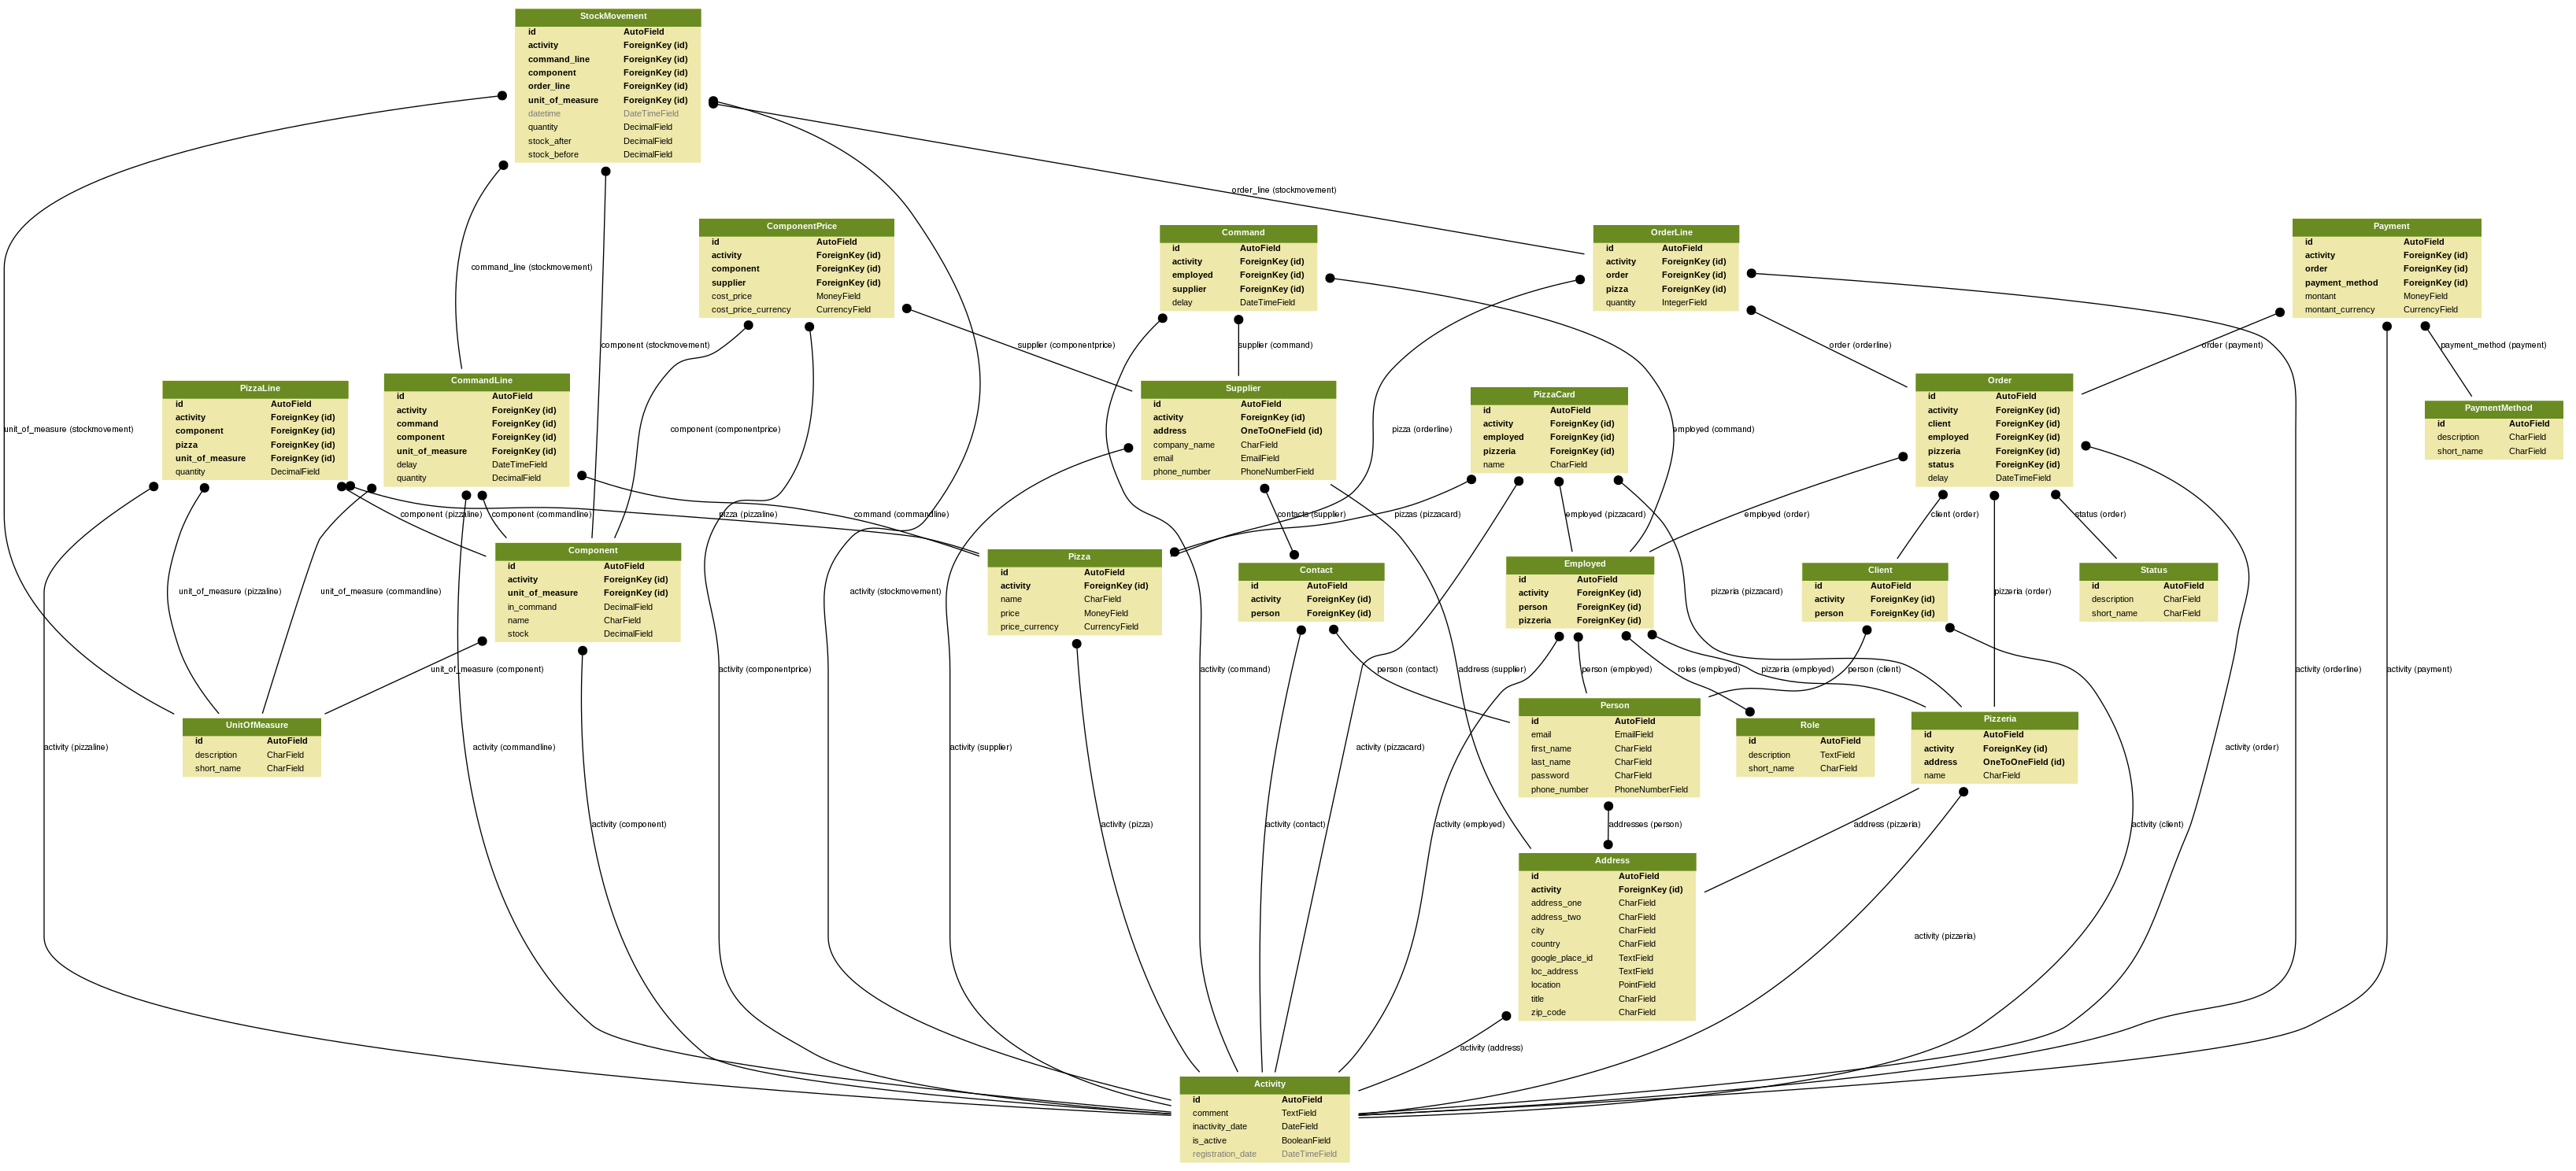 StockMovement
id AutoField
activity ForeignKey (id)
command_line ForeignKey (id)
component ForeignKey (id)
order_line ForeignKey (id)
unit_of_measure ForeignKey (id)
datetime DateTimeField
quantity DecimalField
stock_after DecimalField
stock_before DecimalField
order_line (stockmovement)
command_line (stockmovement)
ComponentPrice
id AutoField
activity ForeignKey (id)
component ForeignKey (id)
supplier ForeignKey (id)
cost_price MoneyField
cost_price_currency CurrencyField
Command
id AutoField
activity ForeignKey (id)
employed ForeignKey (id)
supplier ForeignKey (id)
delay DateTimeField
OrderLine
id AutoField
activity ForeignKey (id)
order ForeignKey (id)
pizza ForeignKey (id)
quantity IntegerField
Payment
id AutoField
activity ForeignKey (id)
order ForeignKey (id)
payment_method ForeignKey (id)
montant MoneyField
montant_currency CurrencyField
component (stockmovement)
supplier (componentprice)
supplier (command)
order (orderline)
order (payment)
payment_method (payment)
PizzaLine
id AutoField
activity ForeignKey (id)
component ForeignKey (id)
pizza ForeignKey (id)
unit_of_measure ForeignKey (id)
quantity DecimalField
CommandLine
id AutoField
activity ForeignKey (id)
command ForeignKey (id)
component ForeignKey (id)
unit_of_measure ForeignKey (id)
delay DateTimeField
quantity DecimalField
Supplier
id AutoField
activity ForeignKey (id)
address OneToOneField (id)
company_name CharField
email EmailField
phone_number PhoneNumberField
PizzaCard
id AutoField
activity ForeignKey (id)
employed ForeignKey (id)
pizzeria ForeignKey (id)
name CharField
Order
id AutoField
activity ForeignKey (id)
client ForeignKey (id)
employed ForeignKey (id)
pizzeria ForeignKey (id)
status ForeignKey (id)
delay DateTimeField
PaymentMethod
id AutoField
description CharField
short_name CharField
unit_of_measure (stockmovement)
component (componentprice)
pizza (orderline)
employed (command)
component (pizzaline)
component (commandline)
pizza (pizzaline)
command (commandline)
contacts (supplier)
pizzas (pizzacard)
employed (pizzacard)
employed (order)
client (order)
status (order)
Component
id AutoField
activity ForeignKey (id)
unit_of_measure ForeignKey (id)
in_command DecimalField
name CharField
stock DecimalField
Pizza
id AutoField
activity ForeignKey (id)
name CharField
price MoneyField
price_currency CurrencyField
Contact
id AutoField
activity ForeignKey (id)
person ForeignKey (id)
Employed
id AutoField
activity ForeignKey (id)
person ForeignKey (id)
pizzeria ForeignKey (id)
Client
id AutoField
activity ForeignKey (id)
person ForeignKey (id)
Status
id AutoField
description CharField
short_name CharField
unit_of_measure (pizzaline)
unit_of_measure (commandline)
activity (stockmovement)
pizzeria (pizzacard)
pizzeria (order)
unit_of_measure (component)
activity (componentprice)
activity (command)
person (contact)
address (supplier)
person (employed)
roles (employed)
pizzeria (employed)
person (client)
activity (orderline)
activity (payment)
UnitOfMeasure
id AutoField
description CharField
short_name CharField
Person
id AutoField
email EmailField
first_name CharField
last_name CharField
password CharField
phone_number PhoneNumberField
Role
id AutoField
description TextField
short_name CharField
Pizzeria
id AutoField
activity ForeignKey (id)
address OneToOneField (id)
name CharField
activity (pizzaline)
activity (commandline)
activity (supplier)
activity (pizzacard)
activity (order)
activity (component)
activity (pizza)
activity (contact)
activity (employed)
addresses (person)
address (pizzeria)
activity (client)
Address
id AutoField
activity ForeignKey (id)
address_one CharField
address_two CharField
city CharField
country CharField
google_place_id TextField
loc_address TextField
location PointField
title CharField
zip_code CharField
activity (pizzeria)
activity (address)
Activity
id AutoField
comment TextField
inactivity_date DateField
is_active BooleanField
registration_date DateTimeField